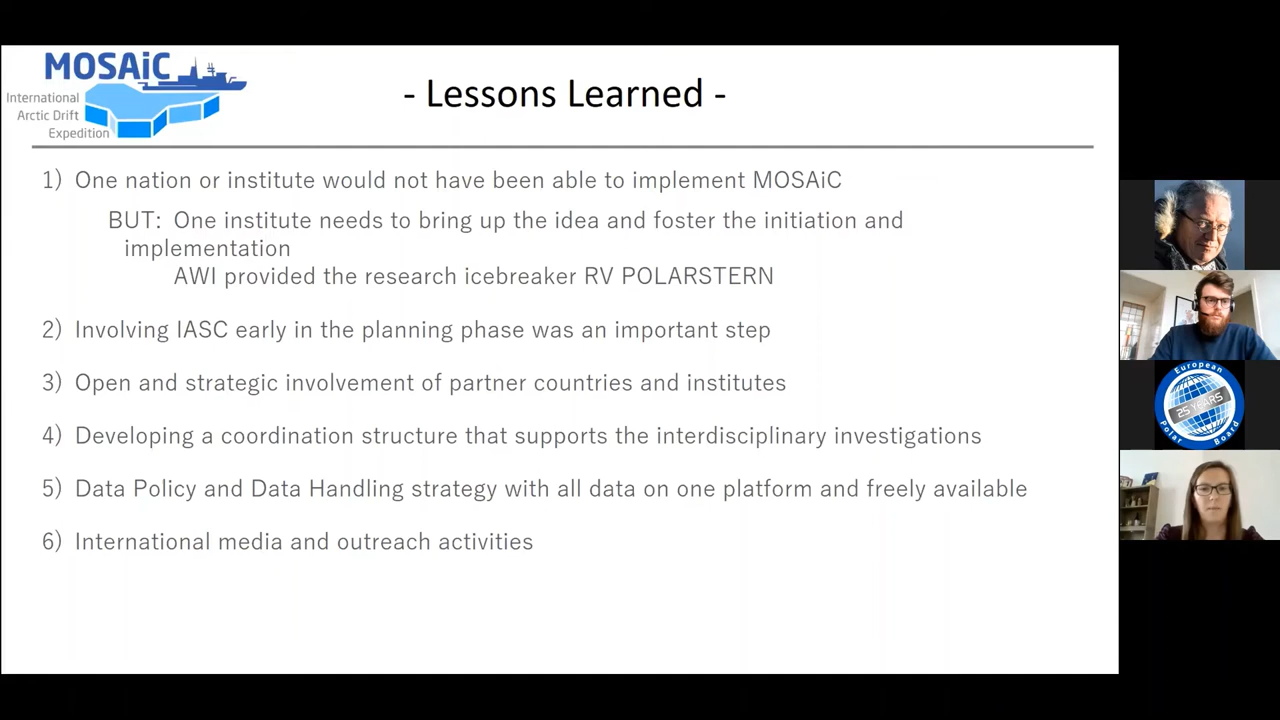 MOSAiC
International
Arctic Drift
Expedition
- Lessons Learned -
1) One nation or institute would not have been able to implement MOSAiC
BUT: One institute needs to bring up the idea and foster the initiation and
implementation
AWI provided the research icebreaker RV POLARSTERN
2) Involving IASC early in the planning phase was an important step
3) Open and strategic involvement of partner countries and institutes
4) Developing a coordination structure that supports the interdisciplinary investigations
5) Data Policy and Data Handling strategy with all data on one platform and freely available
6) International media and outreach activities
European
25 YEARS
Polar Board